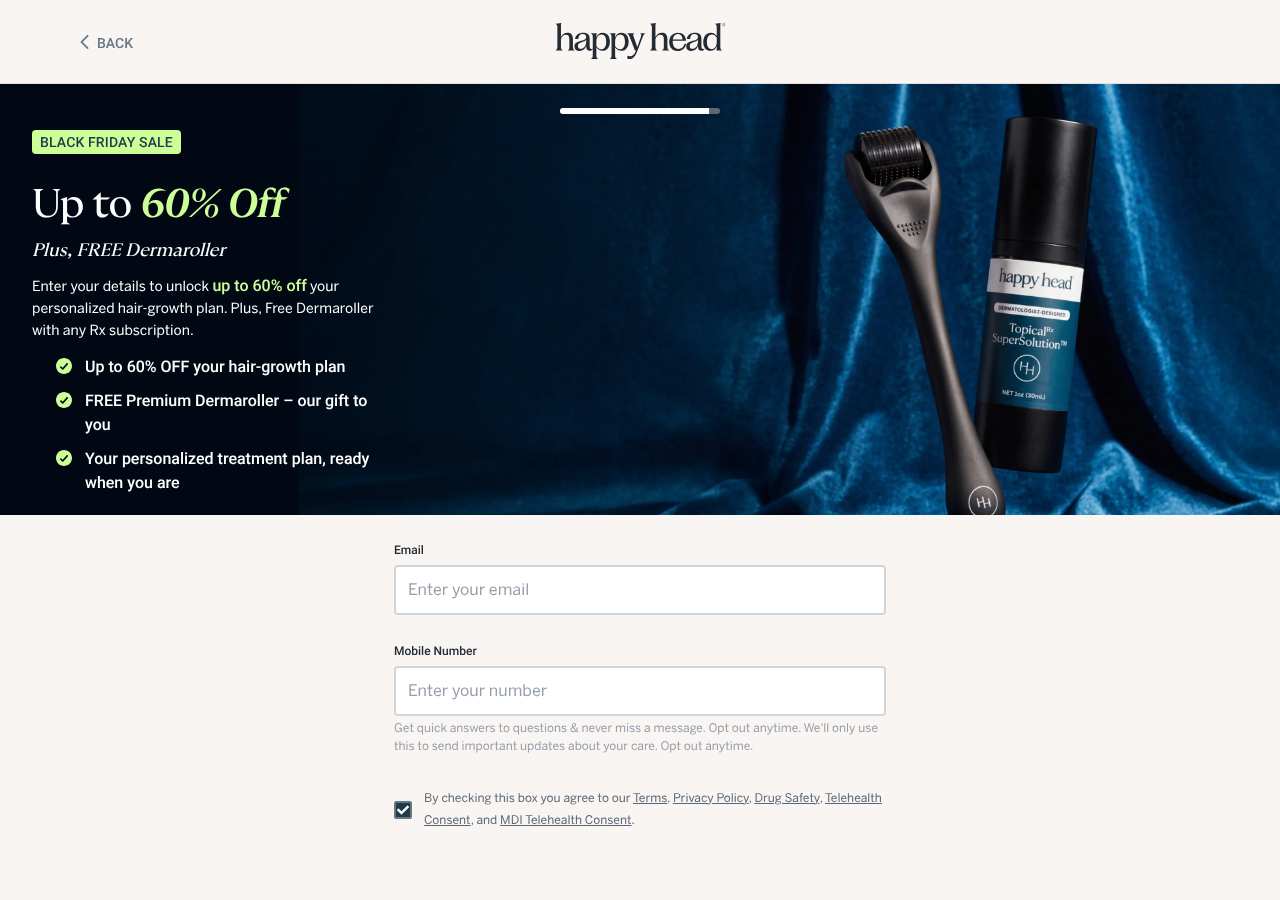 BACK
happy head
BLACK FRIDAY SALE
Up to 60% Off
Plus, FREE Dermaroller
Enter your details to unlock up to 60% off your
personalized hair-growth plan. Plus, Free Dermaroller
with any Rx subscription.
Up to 60% OFF your hair-growth plan
FREE Premium Dermaroller – our gift to
you
Your personalized treatment plan, ready
when you are
happy head
DERMATOLOGIST-DESIGNED
Topical Rx
SuperSolution™
HH
NET 1oz (30mL)
HH
Email
Enter your email
Mobile Number
Enter your number
Get quick answers to questions & never miss a message. Opt out anytime. We'll only use
this to send important updates about your care. Opt out anytime.
By checking this box you agree to our Terms, Privacy Policy, Drug Safety, Telehealth
Consent, and MDI Telehealth Consent.